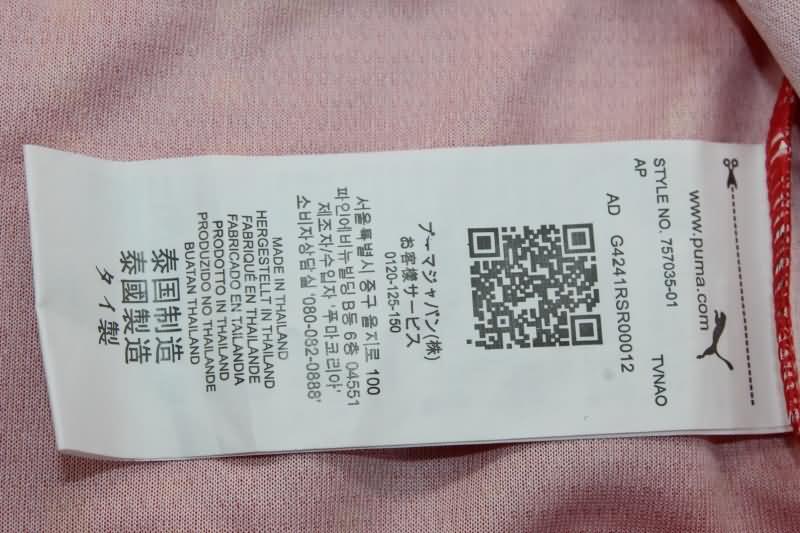 www.puma.com
STYLE NO. 757035-01 TVNAO
AP
AD G4241RSR00012
プーマジャパン(株)
お客様サービス
0120-125-150
서울특별시 중구 을지로 100
파인에비뉴빌딩 B동 6층 04551
제조자/수입자 '푸마코리아'
소비자상담실 '080-082-0888'
MADE IN THAILAND
HERGESTELLT IN THAILAND
FABRIQUÉ EN THAÏLANDE
FABRICADO EN TAILANDIA
PRODOTTO IN THAILANDIA
PRODUZIDO NO THAILANDE
BUATAN THAILAND
泰国制造
泰國製造
タイ製